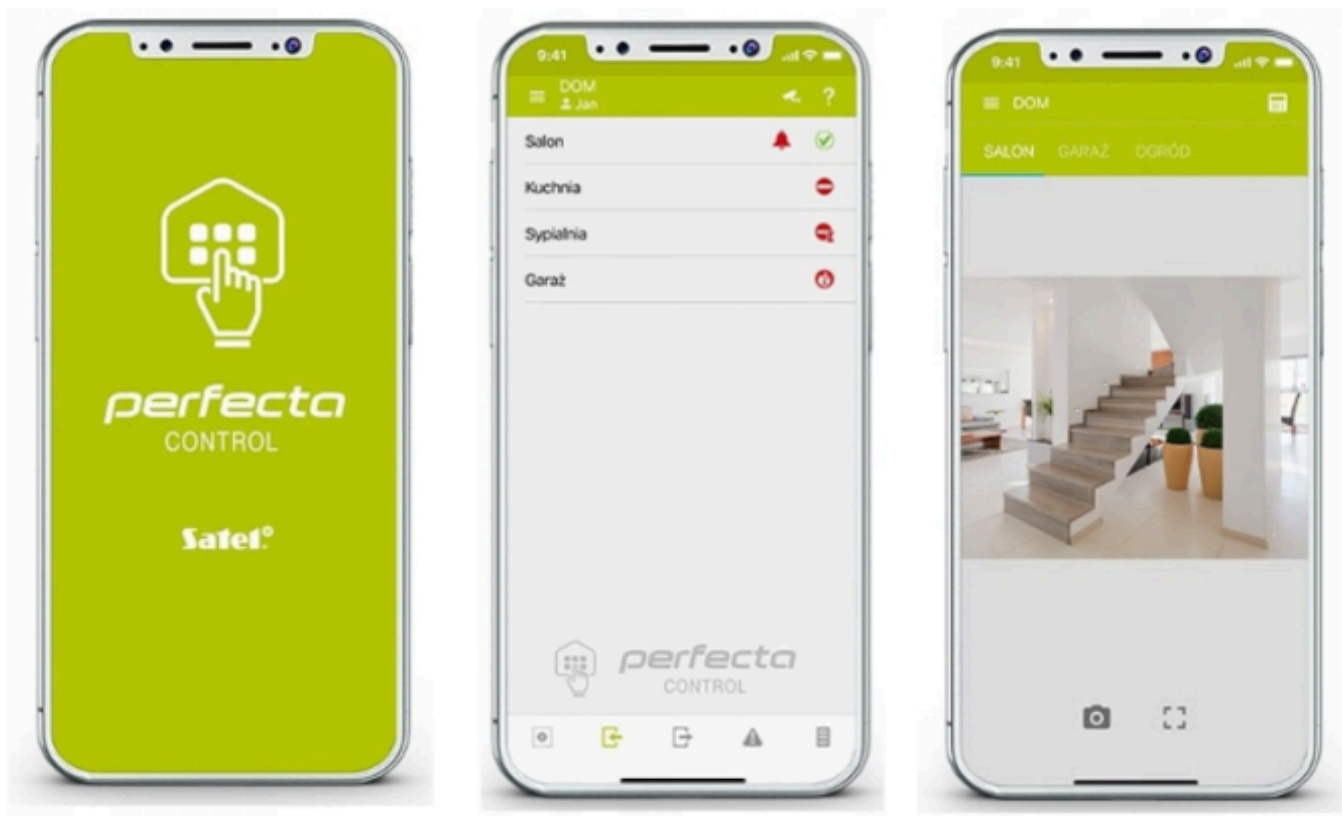 perfecta
CONTROL
Satel®
9:41
DOM
Jan
?
Salon
Kuchnia
Sypialnia
Garaż
perfecta
CONTROL
9:41
DOM
SALON GARAŻ OGRÓD